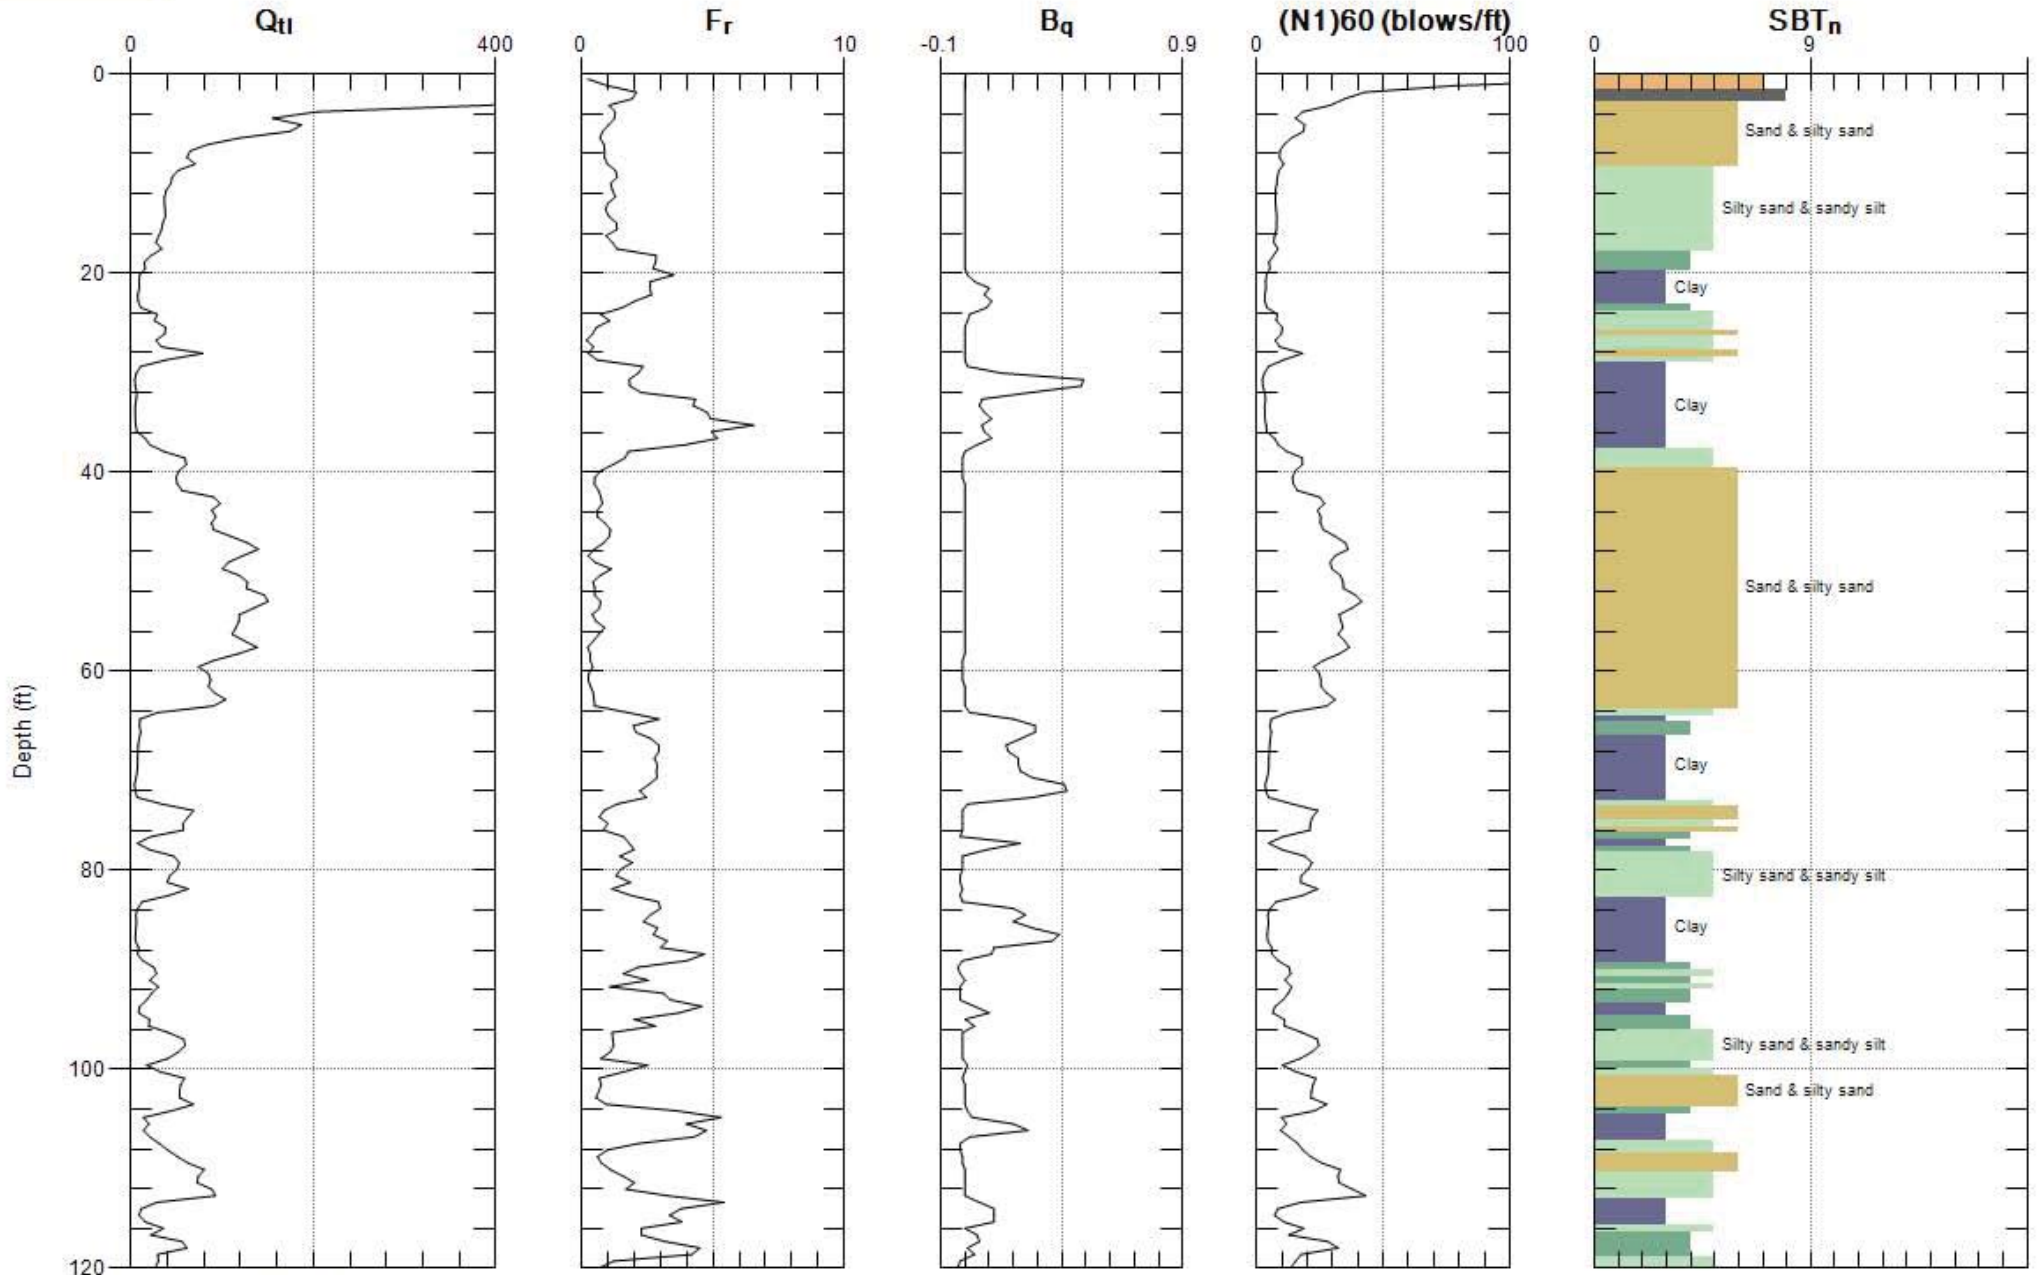 Qtl Fr Bq (N1)60 (blows/ft) SBTn
0 400 0 10 -0.1 0.9 0 100 0 9
0
Sand & silty sand
Silty sand & sandy silt
20
Clay
Clay
40
Sand & silty sand
60
Depth (ft)
Clay
80
Silty sand & sandy silt
Clay
Silty sand & sandy silt
100
Sand & silty sand
120